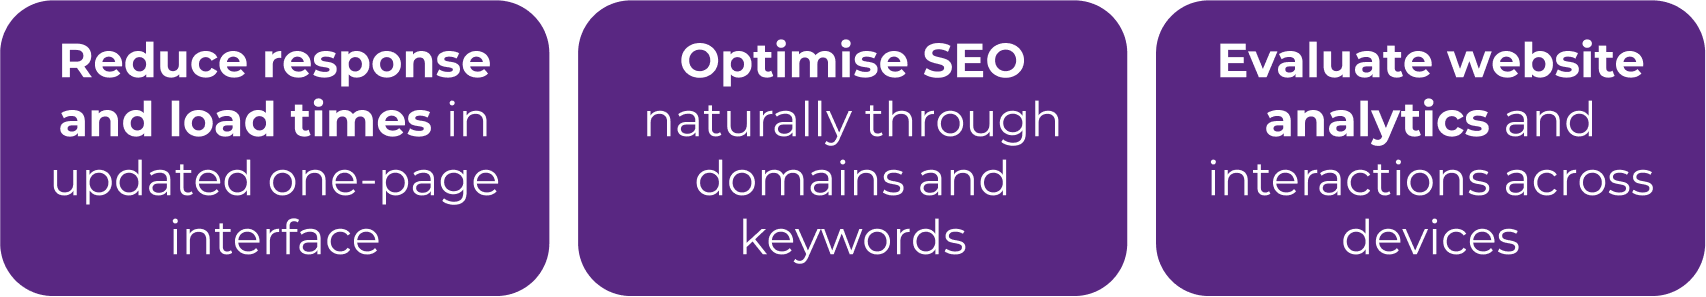 Reduce response
and load times in
updated one-page
interface
Optimise SEO
naturally through
domains and
keywords
Evaluate website
analytics and
interactions across
devices